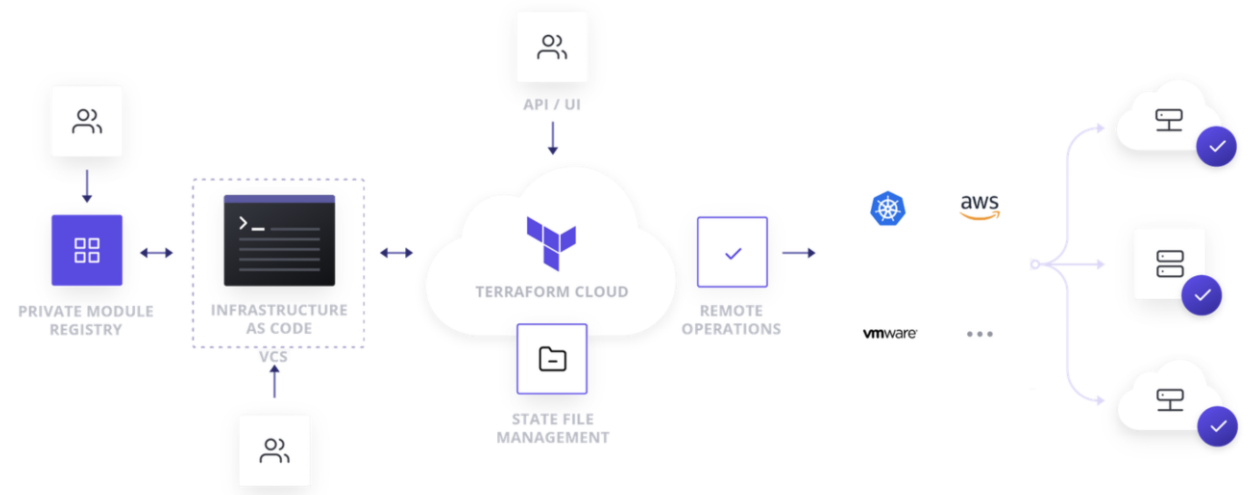 API / UI
PRIVATE MODULE
REGISTRY
INFRASTRUCTURE
AS CODE
VCS
TERRAFORM CLOUD
STATE FILE
MANAGEMENT
REMOTE
OPERATIONS
aws
vmware